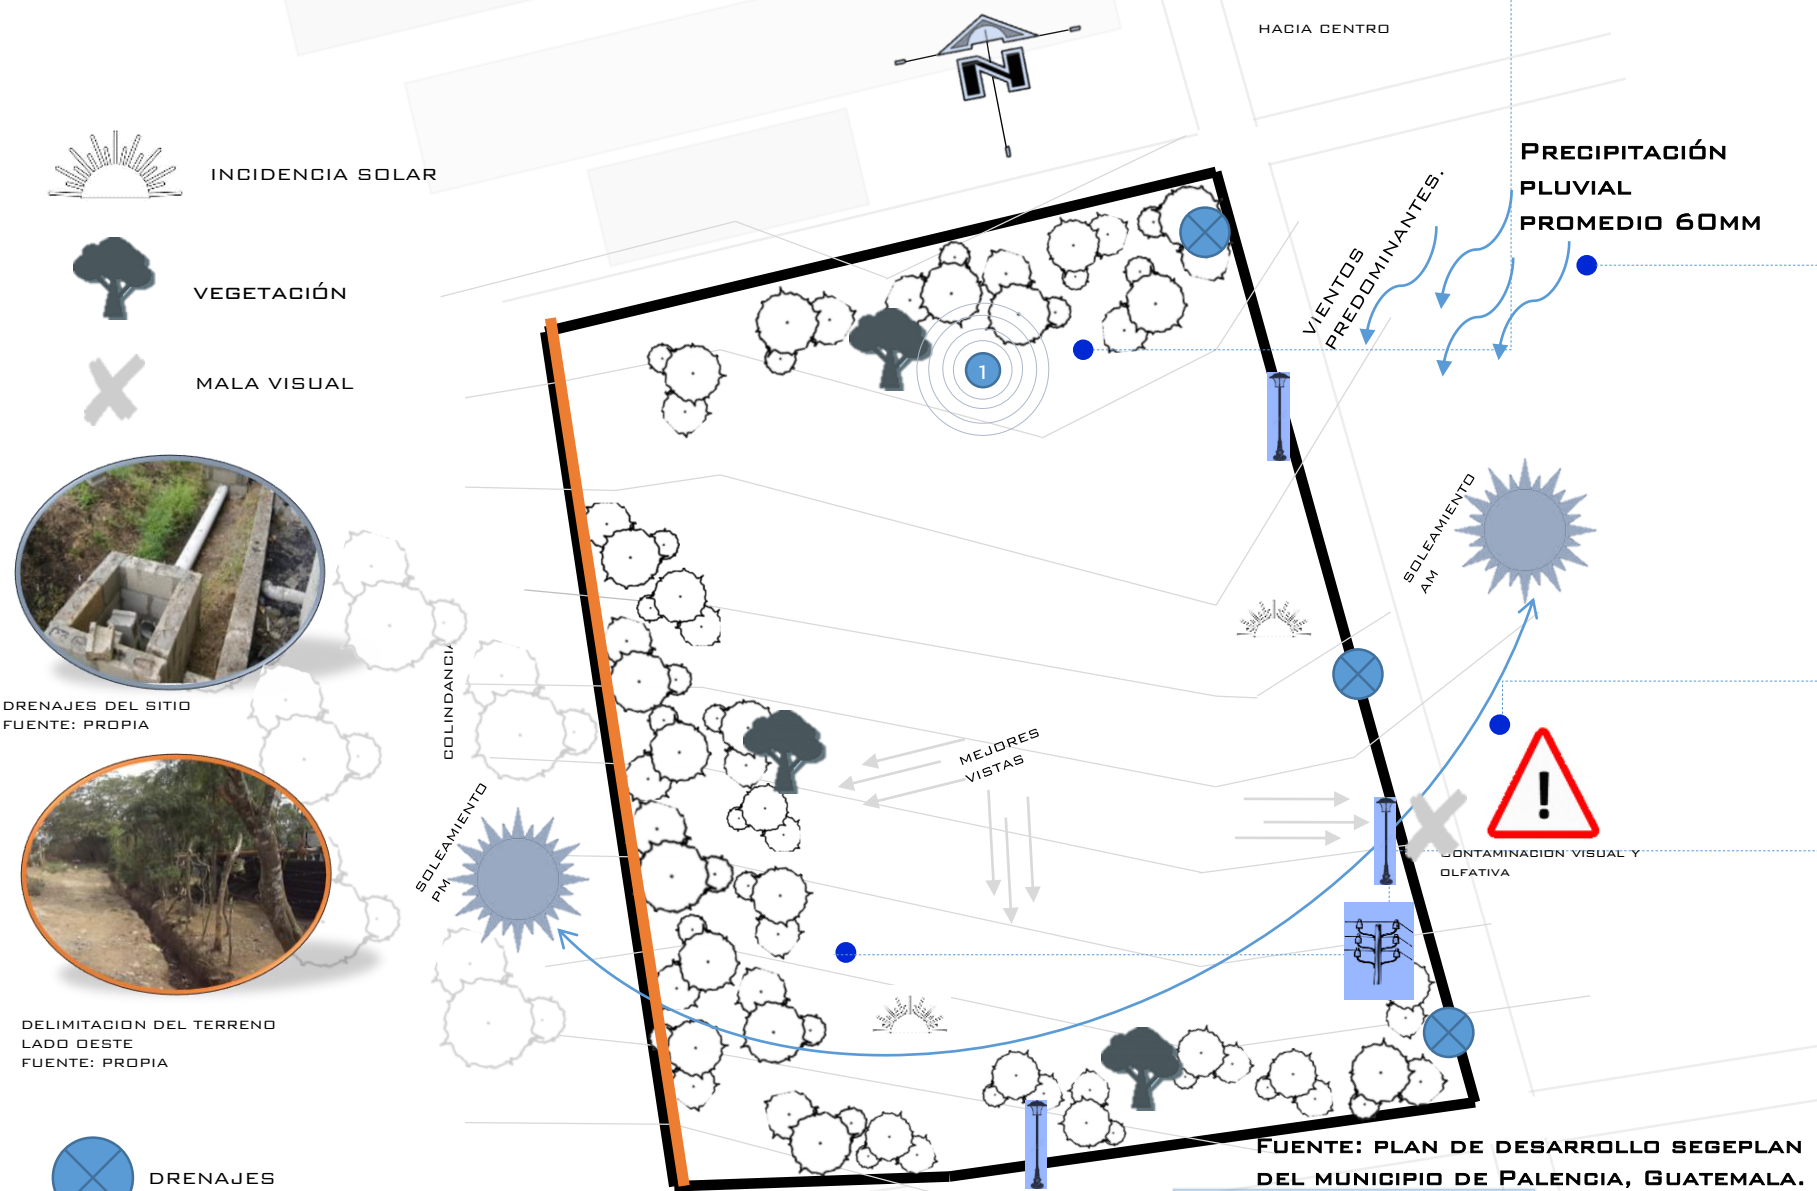 HACIA CENTRO
N
INCIDENCIA SOLAR
VEGETACIÓN
MALA VISUAL
DRENAJES DEL SITIO
FUENTE: PROPIA
DELIMITACION DEL TERRENO
LADO OESTE
FUENTE: PROPIA
DRENAJES
COLINDANCIA
SOLEAMIENTO
PM
1
MEJORES
VISTAS
VIENTOS
PREDOMINANTES.
PRECIPITACIÓN
PLUVIAL
PROMEDIO 60MM
SOLEAMIENTO
AM
!
CONTAMINACION VISUAL Y
OLFATIVA
FUENTE: PLAN DE DESARROLLO SEGEPLAN
DEL MUNICIPIO DE PALENCIA, GUATEMALA.